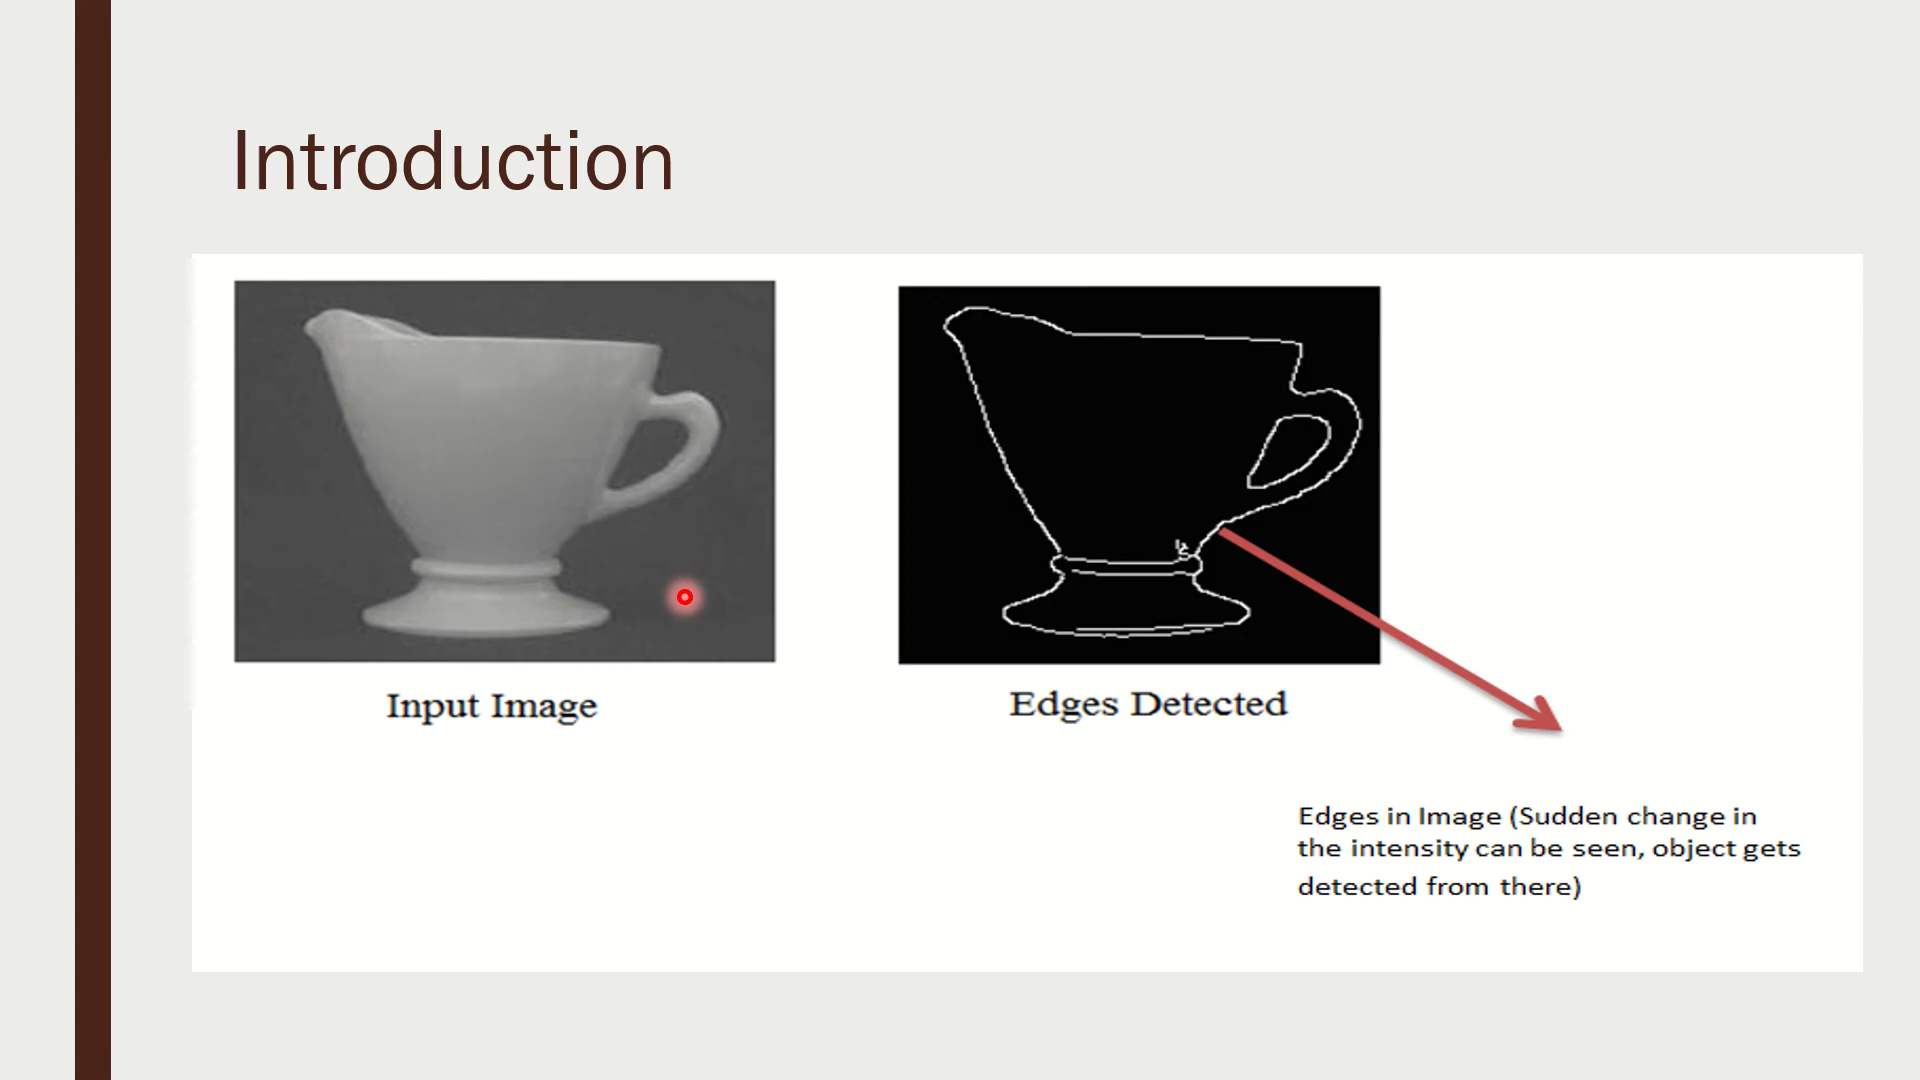 Introduction
Input Image
Edges Detected
Edges in Image (Sudden change in
the intensity can be seen, object gets
detected from there)